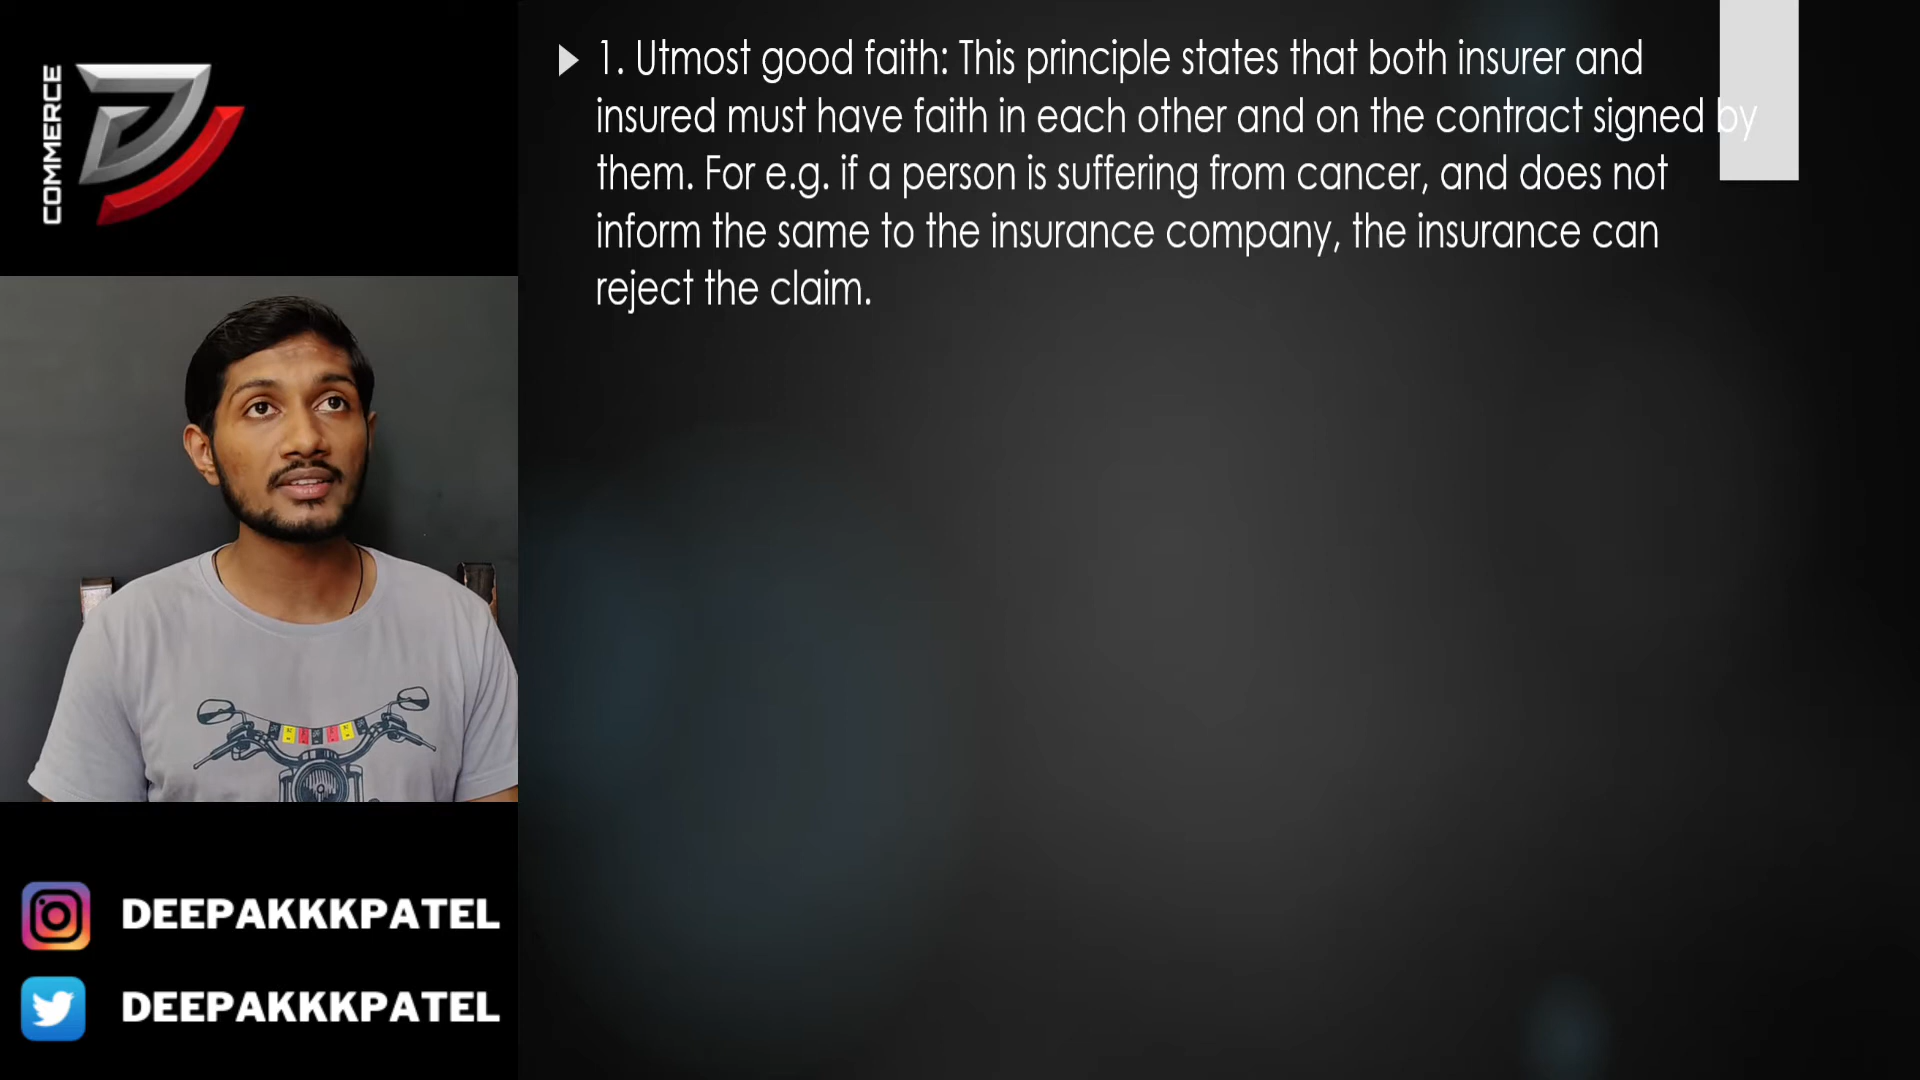 COMMERCE
1. Utmost good faith: This principle states that both insurer and
insured must have faith in each other and on the contract signed by
them. For e.g. if a person is suffering from cancer, and does not
inform the same to the insurance company, the insurance can
reject the claim.
DEEPAKKKPATEL
DEEPAKKKPATEL